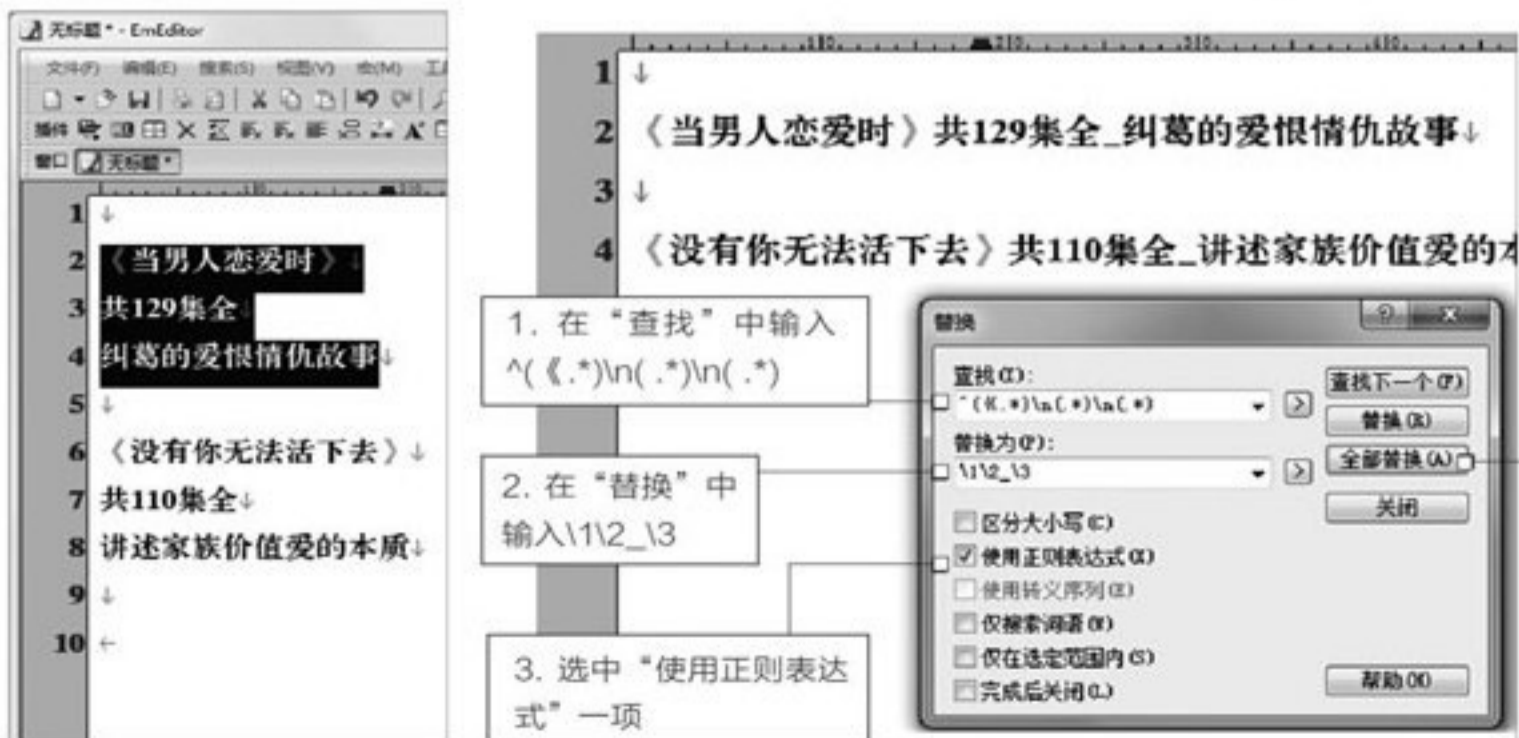 无标题 * - EmEditor
文件(F) 编辑(E) 搜索(S) 视图(V) 宏(M)
插件
窗口 无标题 *
1
2 《当男人恋爱时》↓
3 共129集全↓
4 纠葛的爱恨情仇故事↓
5 ↓
6 《没有你无法活下去》↓
7 共110集全↓
8 讲述家族价值爱的本质↓
9 ↓
10 ←
1 ↓
2 《当男人恋爱时》共129集全_纠葛的爱恨情仇故事↓
3 ↓
4 《没有你无法活下去》共110集全_讲述家族价值爱的本
1. 在“查找”中输入
^(《.*)\n( .*)\n( .*)
2. 在“替换”中
输入\1\2_\3
3. 选中“使用正则表达
式”一项
替换
查找(I):
^(《.*)\n(.*)\n(.*)
替换为(P):
\1\2_\3
区分大小写(C)
使用正则表达式(X)
使用转义序列(E)
仅搜索词语(W)
仅在选定范围内(S)
完成后关闭(L)
查找下一个(F)
替换(R)
全部替换(A)
关闭
帮助(H)